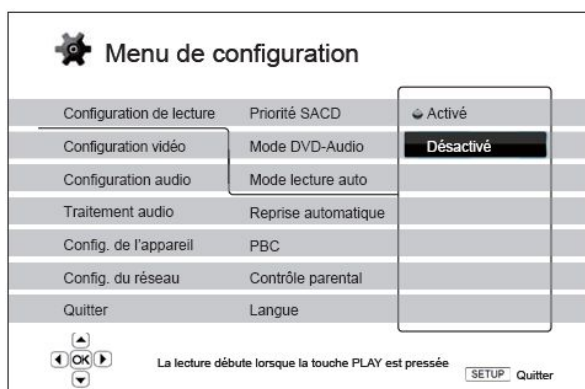 Menu de configuration
Configuration de lecture Priorité SACD Activé
Configuration vidéo Mode DVD-Audio Désactivé
Configuration audio Mode lecture auto
Traitement audio Reprise automatique
Config. de l'appareil PBC
Config. du réseau Contrôle parental
Quitter Langue
OK La lecture débute lorsque la touche PLAY est pressée SETUP Quitter